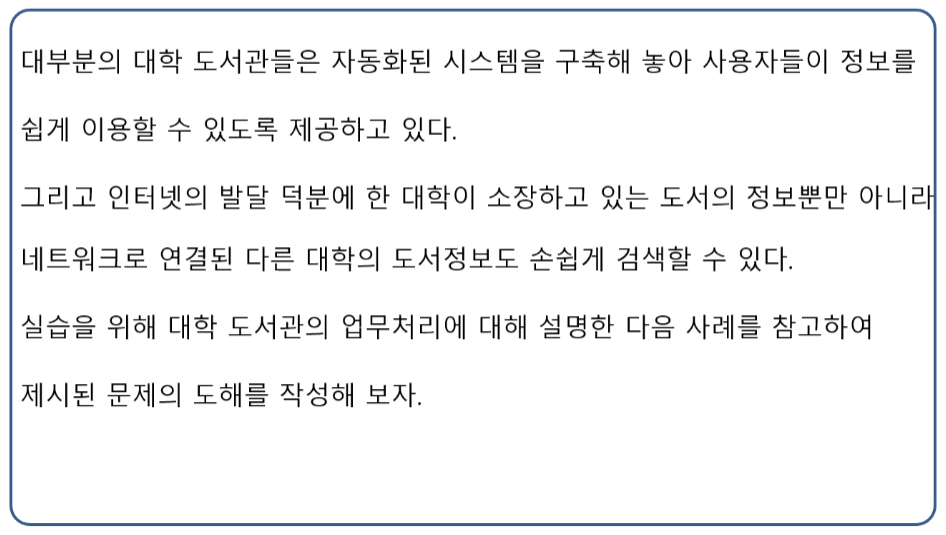 대부분의 대학 도서관들은 자동화된 시스템을 구축해 놓아 사용자들이 정보를
쉽게 이용할 수 있도록 제공하고 있다.
그리고 인터넷의 발달 덕분에 한 대학이 소장하고 있는 도서의 정보뿐만 아니라
네트워크로 연결된 다른 대학의 도서정보도 손쉽게 검색할 수 있다.
실습을 위해 대학 도서관의 업무처리에 대해 설명한 다음 사례를 참고하여
제시된 문제의 도해를 작성해 보자.